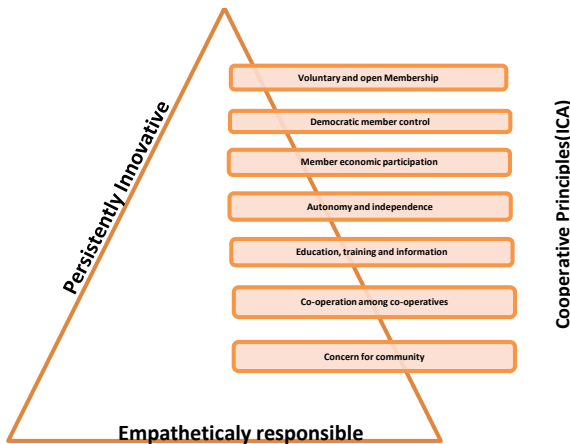 Persistently Innovative
Voluntary and open Membership
Democratic member control
Member economic participation
Autonomy and independence
Education, training and information
Co-operation among co-operatives
Concern for community
Cooperative Principles(ICA)
Empatheticaly responsible